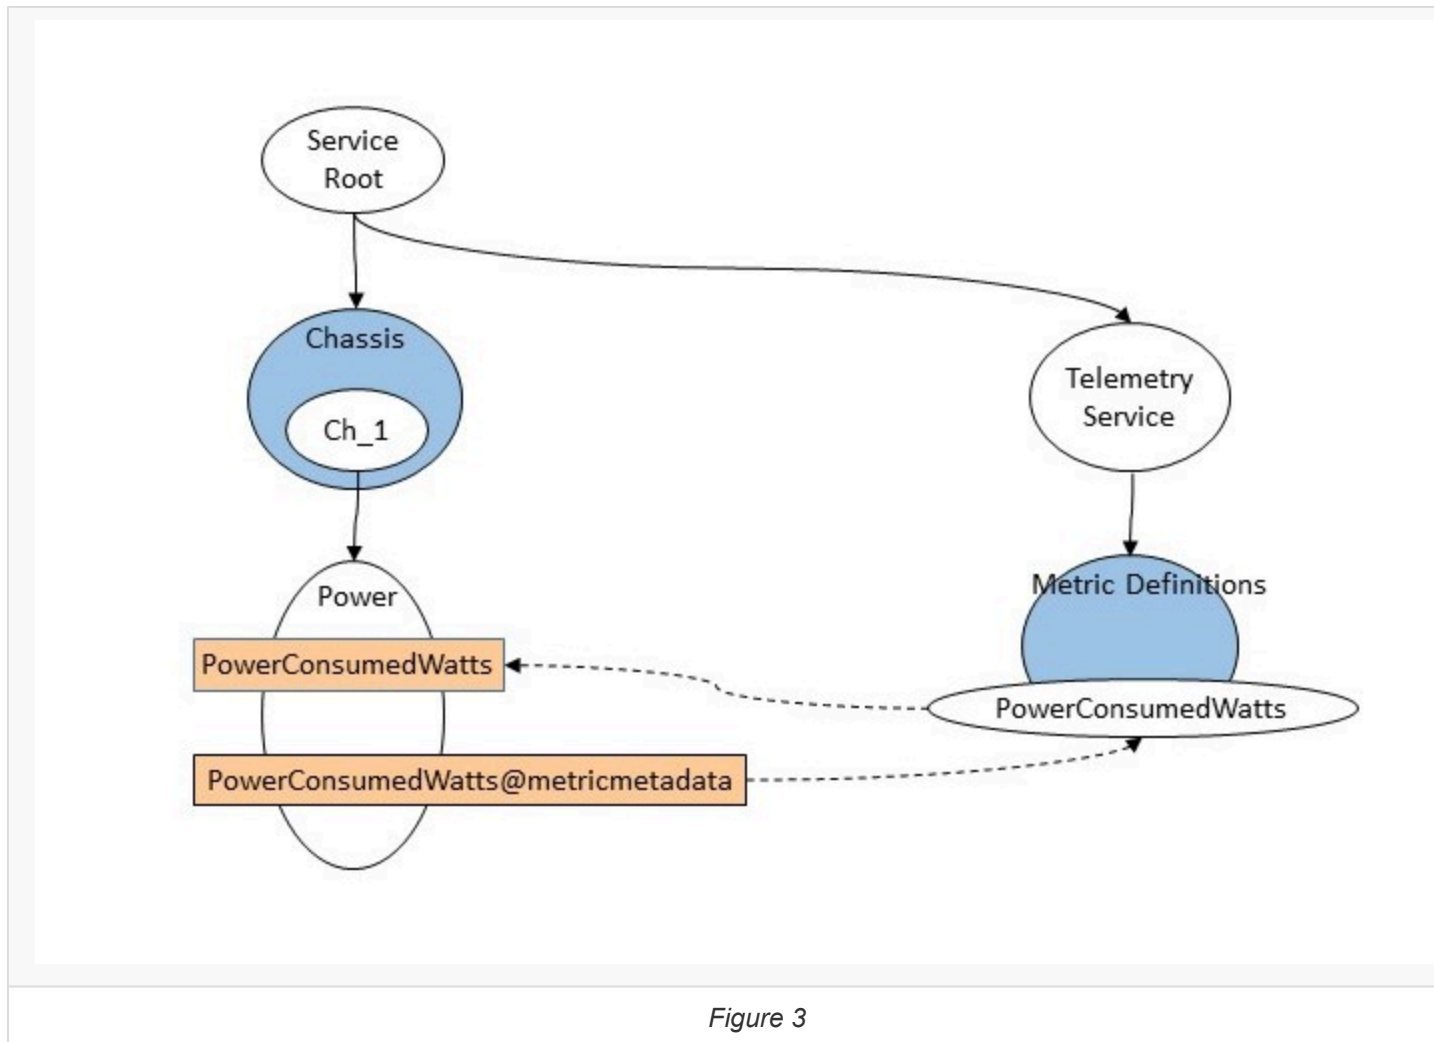 Service
Root
Chassis
Ch_1
Telemetry
Service
Power
Metric Definitions
PowerConsumedWatts
PowerConsumedWatts
PowerConsumedWatts@metricmetadata
Figure 3